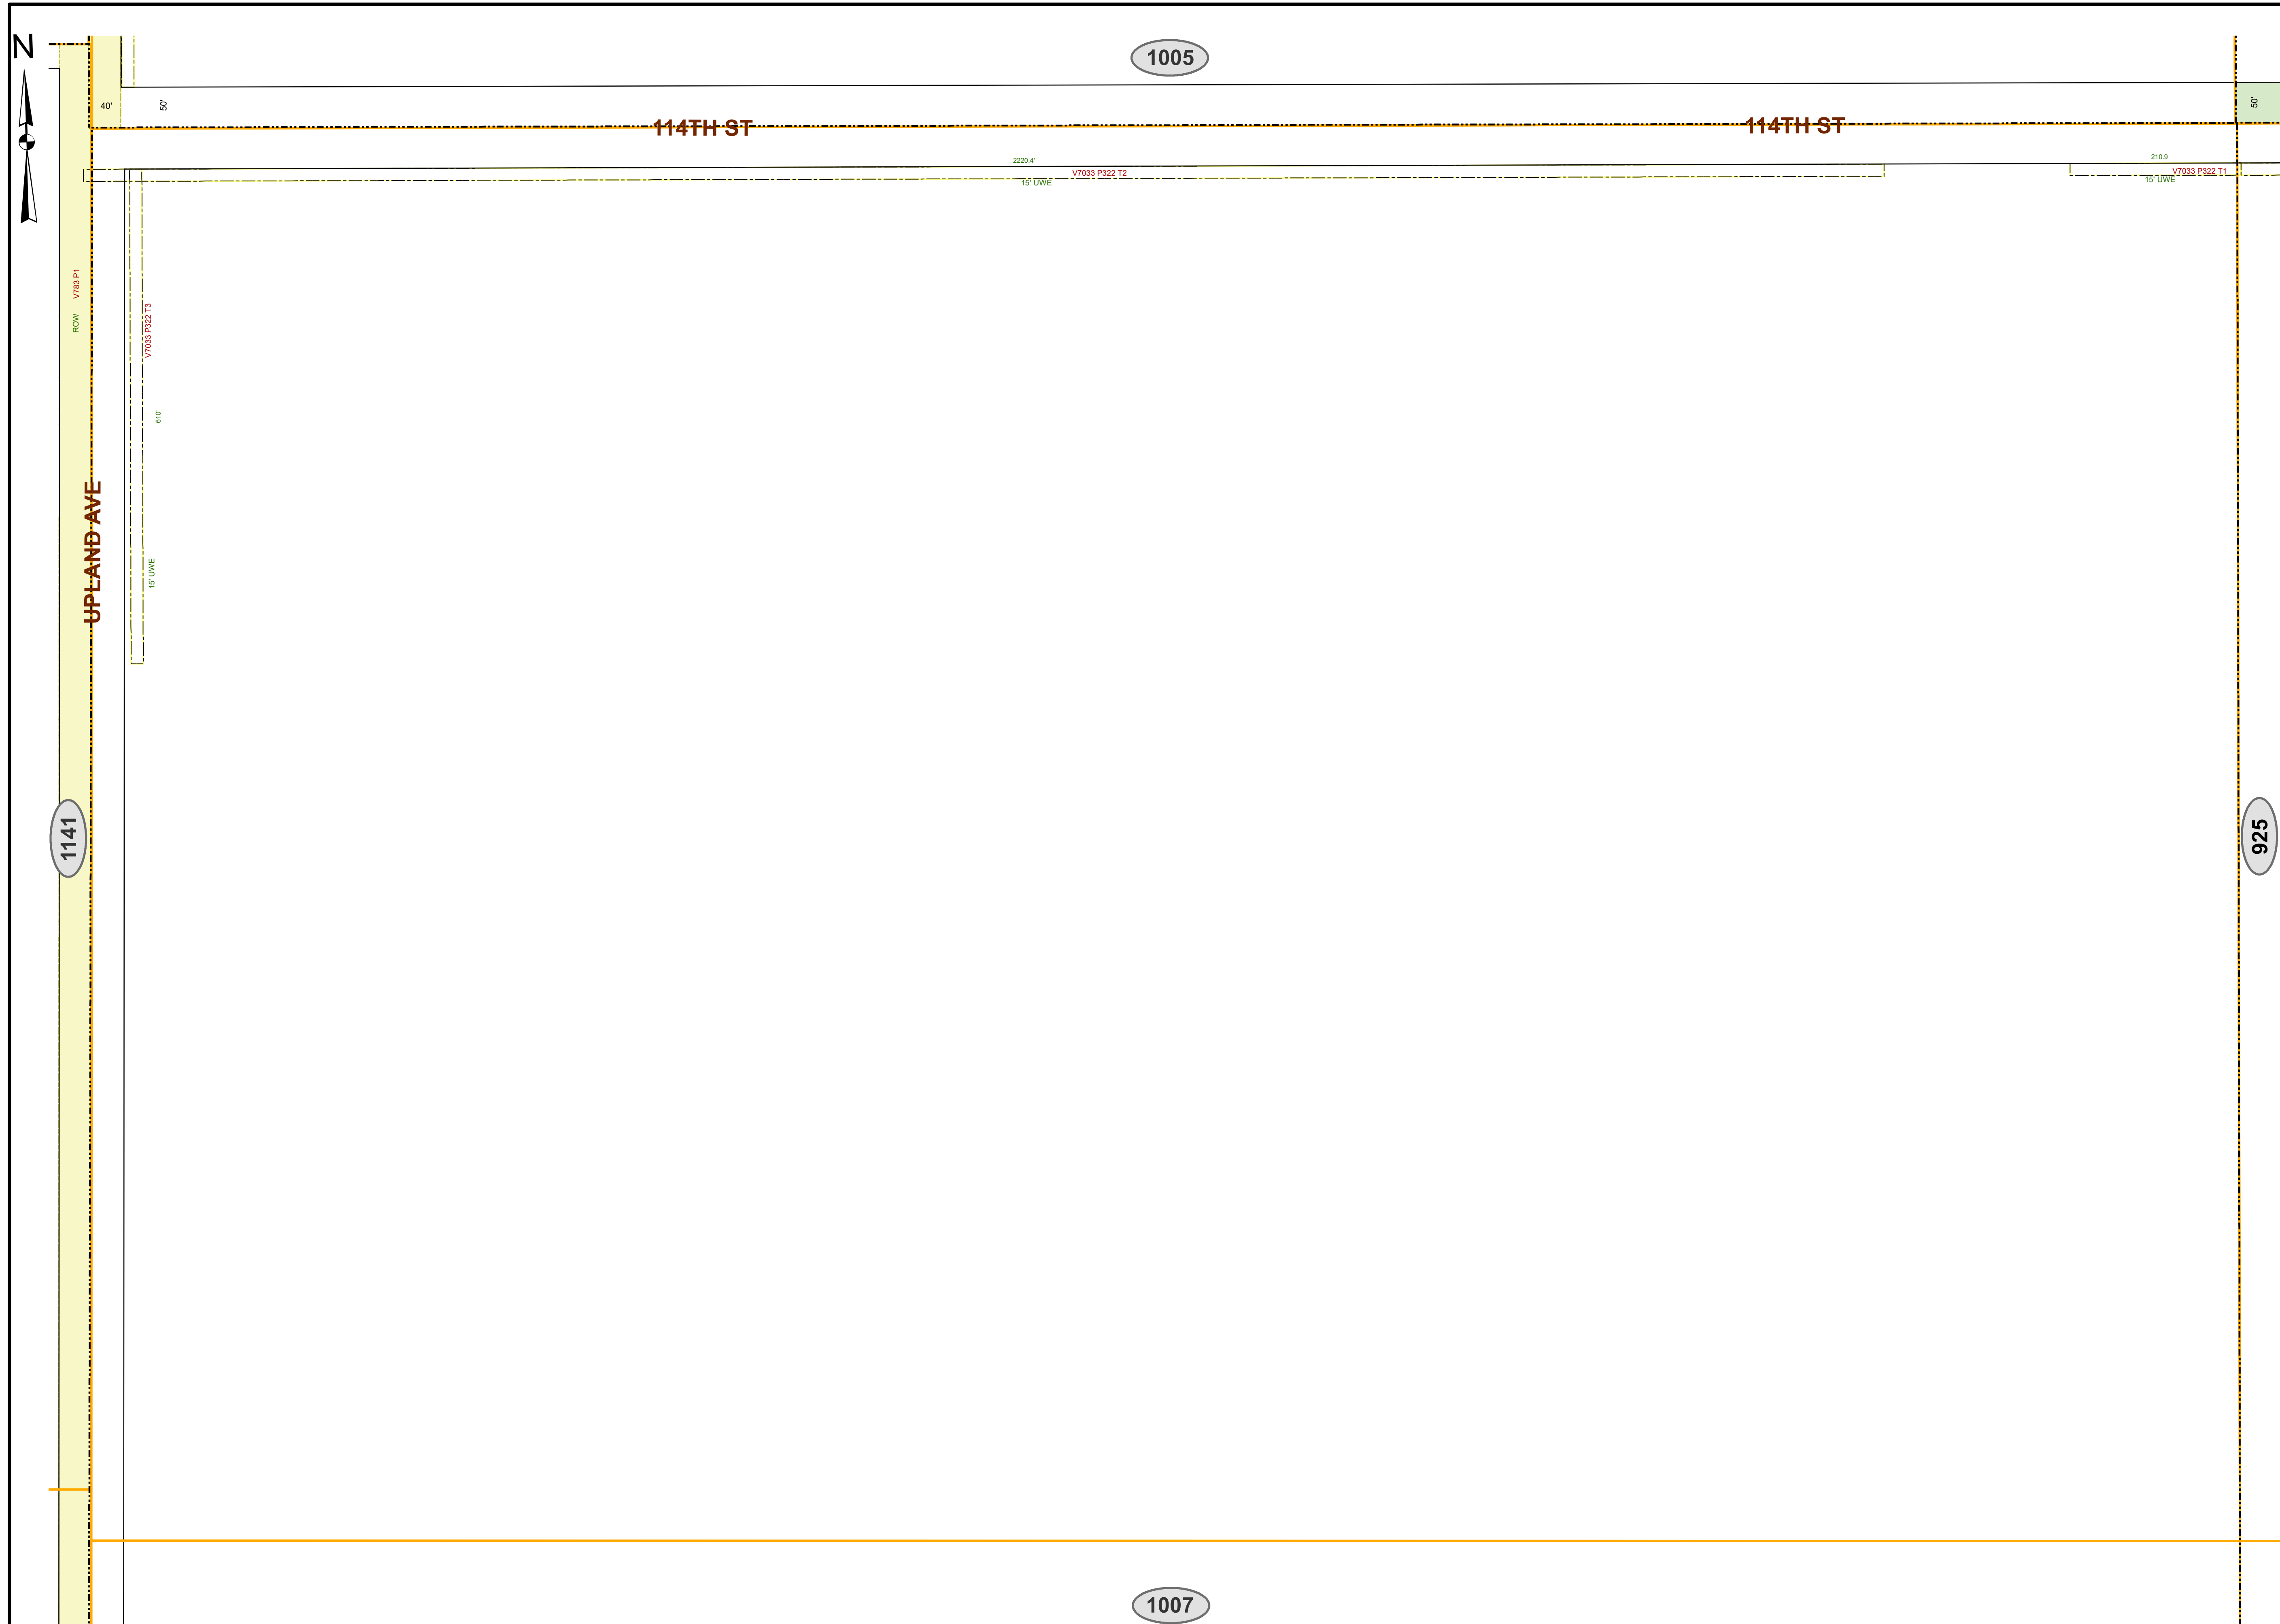 N
1005
40'
50'
50'
114TH ST
114TH ST
2220.4'
V7033 P322 T2
15' UWE
210.9
V7033 P322 T1
15' UWE
V783 P1
ROW
V7033 P322 T3
610'
15' UWE
UPLAND AVE
1141
925
1007